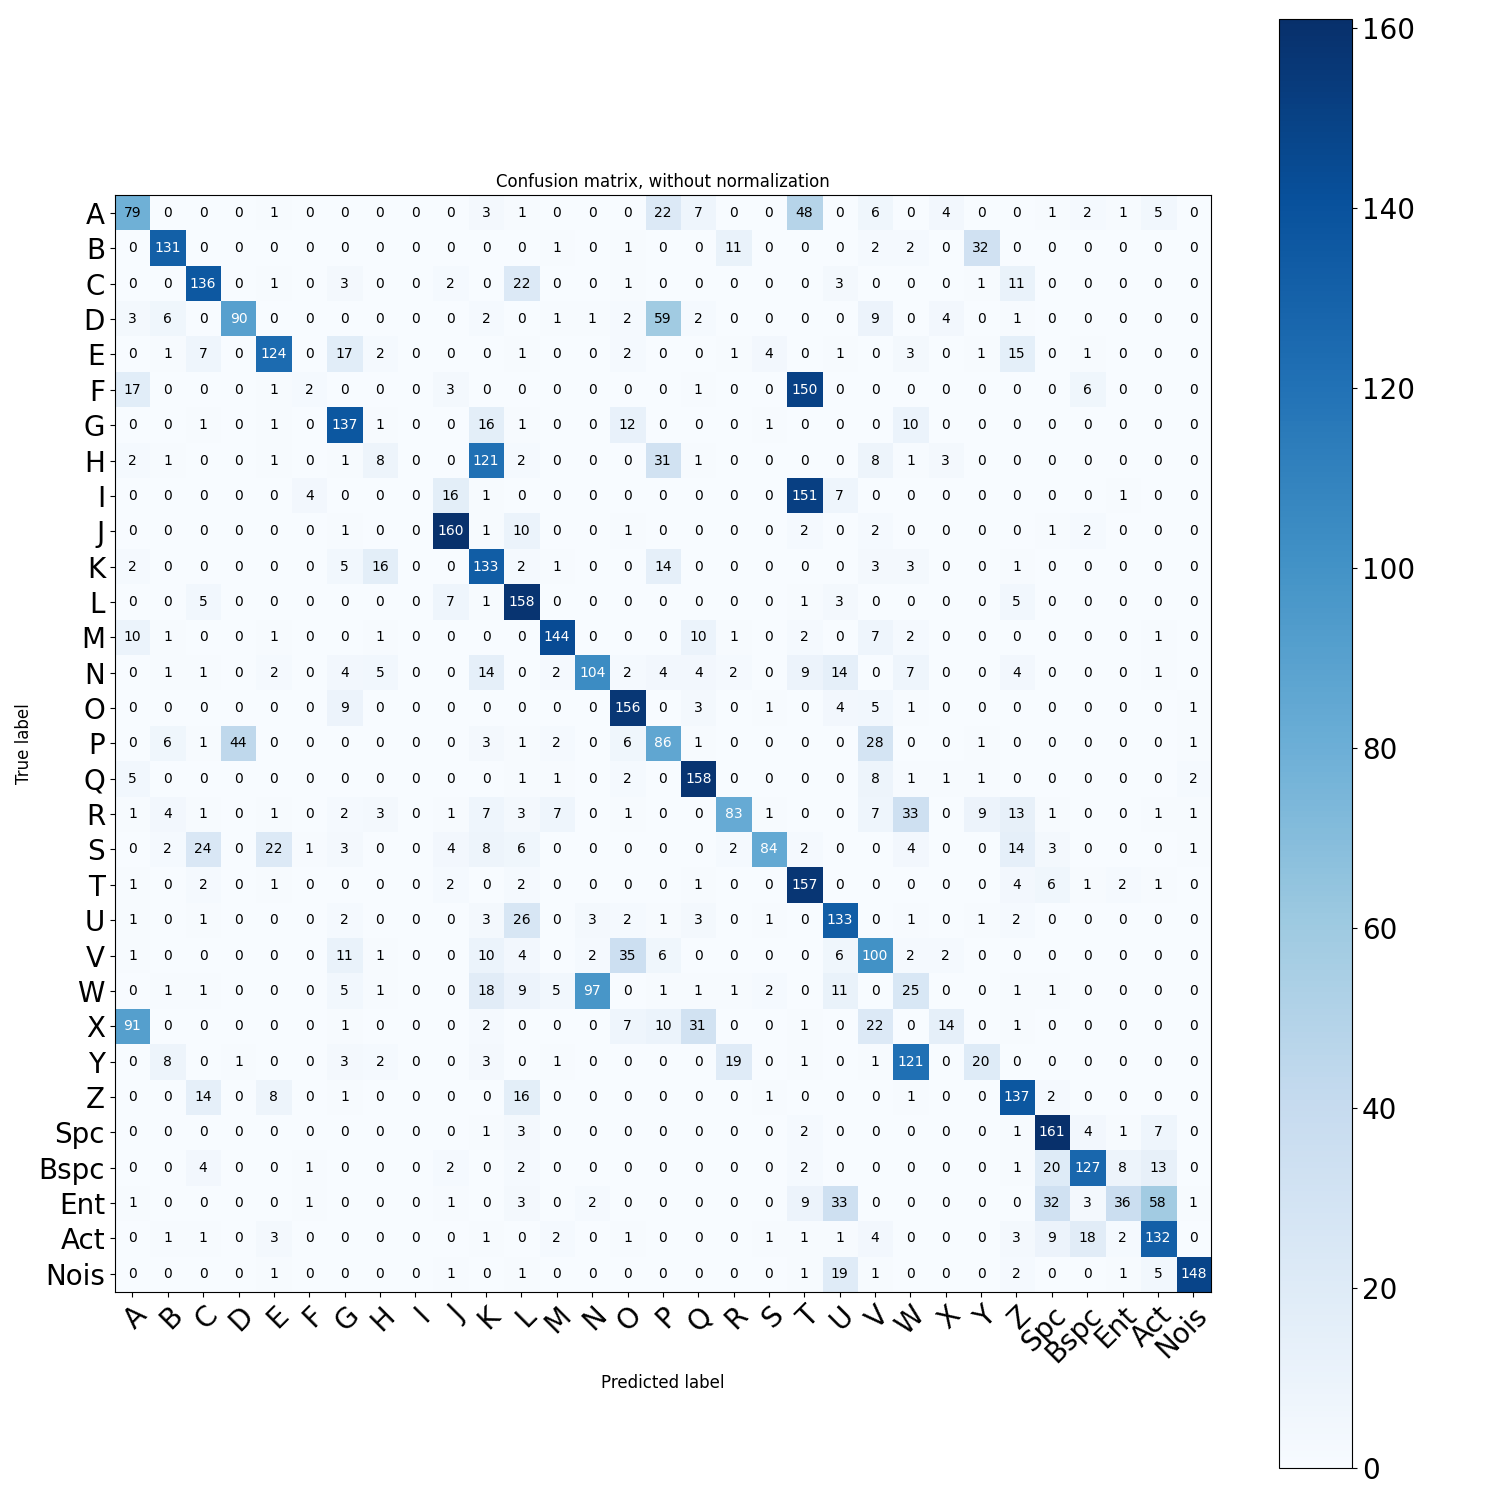 Confusion matrix, without normalization
A 79 0 0 0 1 0 0 0 0 0 3 1 0 0 0 22 7 0 0 48 0 6 0 4 0 0 1 2 1 5 0
B 0 131 0 0 0 0 0 0 0 0 0 0 1 0 1 0 0 11 0 0 0 2 2 0 32 0 0 0 0 0 0
C 0 0 136 0 1 0 3 0 0 2 0 22 0 0 1 0 0 0 0 0 3 0 0 0 1 11 0 0 0 0 0
D 3 6 0 90 0 0 0 0 0 0 2 0 1 1 2 59 2 0 0 0 0 9 0 4 0 1 0 0 0 0 0
E 0 1 7 0 124 0 17 2 0 0 0 1 0 0 2 0 0 1 4 0 1 0 3 0 1 15 0 1 0 0 0
F 17 0 0 0 1 2 0 0 0 3 0 0 0 0 0 0 1 0 0 150 0 0 0 0 0 0 0 6 0 0 0
G 0 0 1 0 1 0 137 1 0 0 16 1 0 0 12 0 0 0 1 0 0 0 10 0 0 0 0 0 0 0 0
H 2 1 0 0 1 0 1 8 0 0 121 2 0 0 0 31 1 0 0 0 0 8 1 3 0 0 0 0 0 0 0
I 0 0 0 0 0 4 0 0 0 16 1 0 0 0 0 0 0 0 0 151 7 0 0 0 0 0 0 0 1 0 0
J 0 0 0 0 0 0 1 0 0 160 1 10 0 0 1 0 0 0 0 2 0 2 0 0 0 0 1 2 0 0 0
K 2 0 0 0 0 0 5 16 0 0 133 2 1 0 0 14 0 0 0 0 0 3 3 0 0 1 0 0 0 0 0
L 0 0 5 0 0 0 0 0 0 7 1 158 0 0 0 0 0 0 0 1 3 0 0 0 0 5 0 0 0 0 0
M 10 1 0 0 1 0 0 1 0 0 0 0 144 0 0 0 10 1 0 2 0 7 2 0 0 0 0 0 0 1 0
N 0 1 1 0 2 0 4 5 0 0 14 0 2 104 2 4 4 2 0 9 14 0 7 0 0 4 0 0 0 1 0
O 0 0 0 0 0 0 9 0 0 0 0 0 0 0 156 0 3 0 1 0 4 5 1 0 0 0 0 0 0 0 1
P 0 6 1 44 0 0 0 0 0 0 3 1 2 0 6 86 1 0 0 0 0 28 0 0 1 0 0 0 0 0 1
Q 5 0 0 0 0 0 0 0 0 0 0 1 1 0 2 0 158 0 0 0 0 8 1 1 1 0 0 0 0 0 2
R 1 4 1 0 1 0 2 3 0 1 7 3 7 0 1 0 0 83 1 0 0 7 33 0 9 13 1 0 0 1 1
S 0 2 24 0 22 1 3 0 0 4 8 6 0 0 0 0 0 2 84 2 0 0 4 0 0 14 3 0 0 0 1
T 1 0 2 0 1 0 0 0 0 2 0 2 0 0 0 0 1 0 0 157 0 0 0 0 0 4 6 1 2 1 0
U 1 0 1 0 0 0 2 0 0 0 3 26 0 3 2 1 3 0 1 0 133 0 1 0 1 2 0 0 0 0 0
V 1 0 0 0 0 0 11 1 0 0 10 4 0 2 35 6 0 0 0 0 6 100 2 2 0 0 0 0 0 0 0
W 0 1 1 0 0 0 5 1 0 0 18 9 5 97 0 1 1 1 2 0 11 0 25 0 0 1 1 0 0 0 0
X 91 0 0 0 0 0 1 0 0 0 2 0 0 0 7 10 31 0 0 1 0 22 0 14 0 1 0 0 0 0 0
Y 0 8 0 1 0 0 3 2 0 0 3 0 1 0 0 0 0 19 0 1 0 1 121 0 20 0 0 0 0 0 0
Z 0 0 14 0 8 0 1 0 0 0 0 16 0 0 0 0 0 0 1 0 0 0 1 0 0 137 2 0 0 0 0
Spc 0 0 0 0 0 0 0 0 0 0 1 3 0 0 0 0 0 0 0 2 0 0 0 0 0 1 161 4 1 7 0
Bspc 0 0 4 0 0 1 0 0 0 2 0 2 0 0 0 0 0 0 0 2 0 0 0 0 0 1 20 127 8 13 0
Ent 1 0 0 0 0 1 0 0 0 1 0 3 0 2 0 0 0 0 0 9 33 0 0 0 0 0 32 3 36 58 1
Act 0 1 1 0 3 0 0 0 0 0 1 0 2 0 1 0 0 0 1 1 1 4 0 0 0 3 9 18 2 132 0
Nois 0 0 0 0 1 0 0 0 0 1 0 1 0 0 0 0 0 0 0 1 19 1 0 0 0 2 0 0 1 5 148
A B C D E F G H I J K L M N O P Q R S T U V W X Y Z Spc Bspc Ent Act Nois
Predicted label
True label
160
140
120
100
80
60
40
20
0